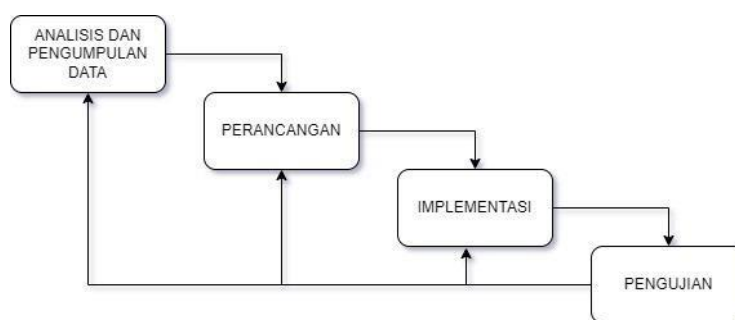 ANALISIS DAN
PENGUMPULAN
DATA
PERANCANGAN
IMPLEMENTASI
PENGUJIAN